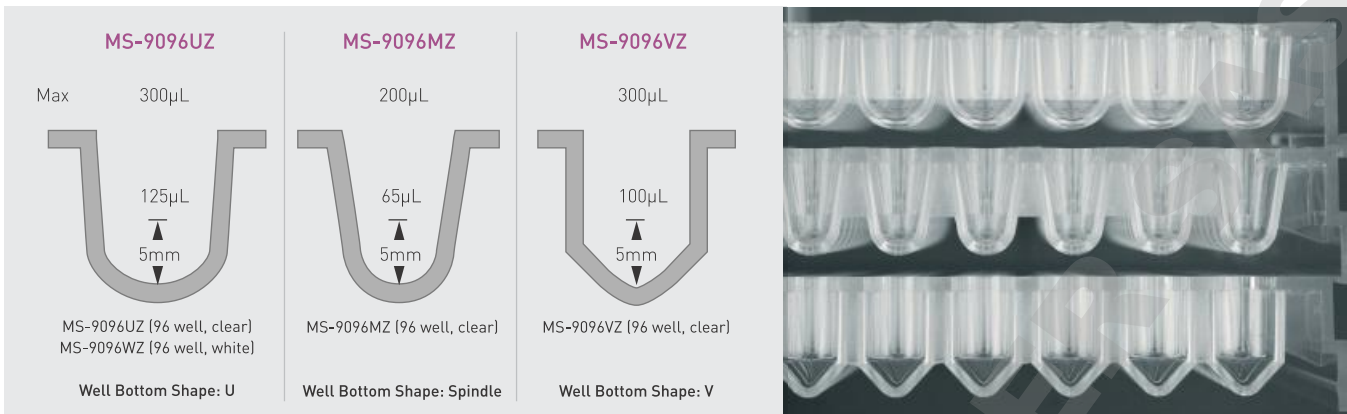 MS-9096UZ
Max 300µL
125µL
5mm
MS-9096UZ (96 well, clear)
MS-9096WZ (96 well, white)
Well Bottom Shape: U
MS-9096MZ
200µL
65µL
5mm
MS-9096MZ (96 well, clear)
Well Bottom Shape: Spindle
MS-9096VZ
300µL
100µL
5mm
MS-9096VZ (96 well, clear)
Well Bottom Shape: V